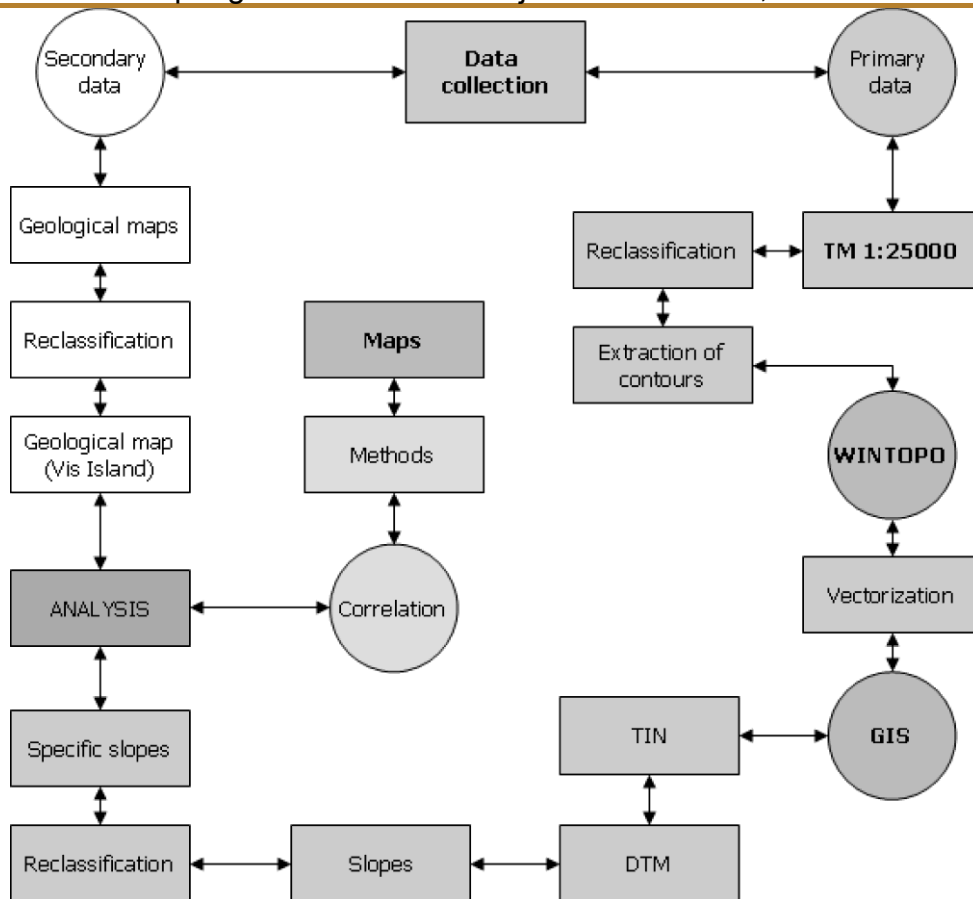 Secondary
data
Data
collection
Primary
data
Geological maps
Reclassification
TM 1:25000
Reclassification
Maps
Extraction of
contours
Geological map
(Vis Island)
Methods
WINTOPO
ANALYSIS
Correlation
Vectorization
Specific slopes
TIN
GIS
Reclassification
Slopes
DTM